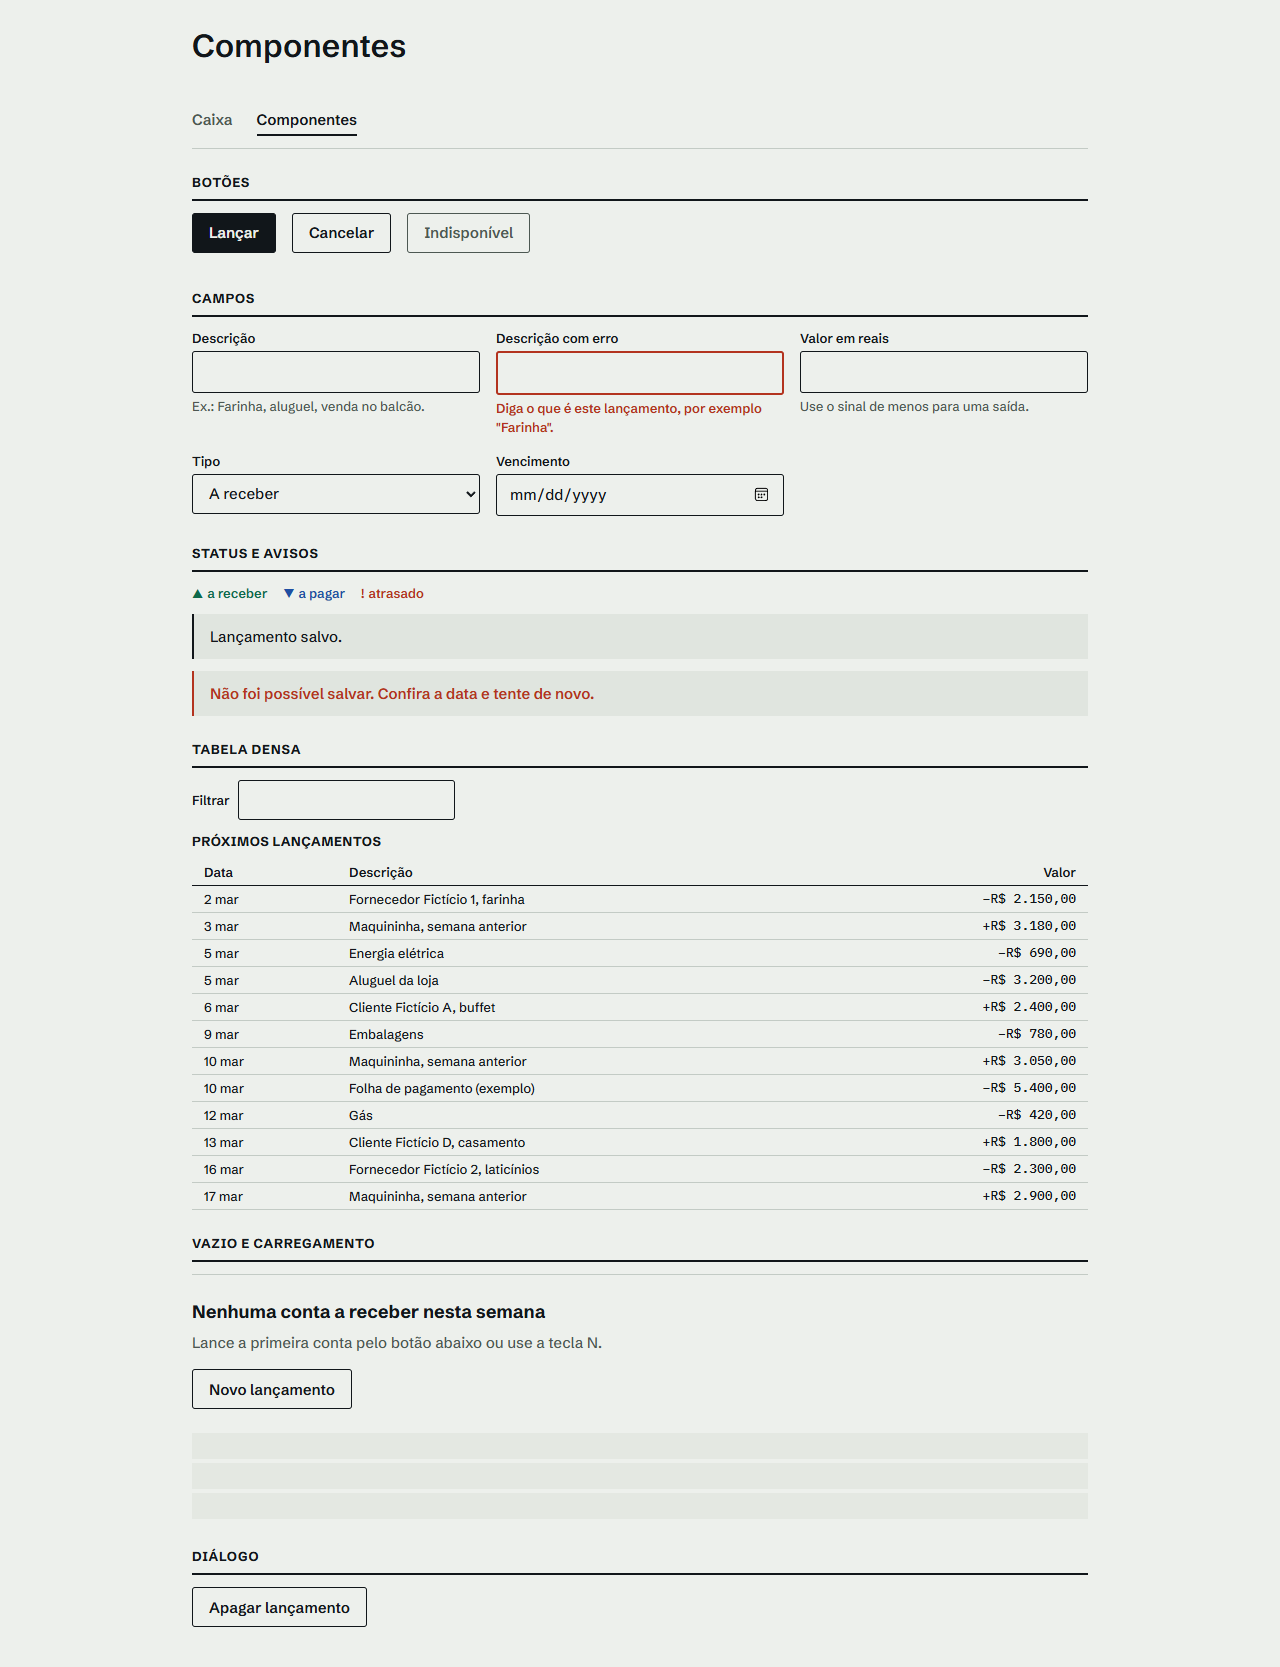 Componentes
Caixa Componentes
BOTÕES
Lançar Cancelar Indisponível
CAMPOS
Descrição Descrição com erro Valor em reais
Ex.: Farinha, aluguel, venda no balcão. Diga o que é este lançamento, por exemplo "Farinha". Use o sinal de menos para uma saída.
Tipo Vencimento
A receber mm/dd/yyyy
STATUS E AVISOS
▲ a receber ▼ a pagar ! atrasado
Lançamento salvo.
Não foi possível salvar. Confira a data e tente de novo.
TABELA DENSA
Filtrar
PRÓXIMOS LANÇAMENTOS
Data Descrição Valor
2 mar Fornecedor Fictício 1, farinha −R$ 2.150,00
3 mar Maquininha, semana anterior +R$ 3.180,00
5 mar Energia elétrica −R$ 690,00
5 mar Aluguel da loja −R$ 3.200,00
6 mar Cliente Fictício A, buffet +R$ 2.400,00
9 mar Embalagens −R$ 780,00
10 mar Maquininha, semana anterior +R$ 3.050,00
10 mar Folha de pagamento (exemplo) −R$ 5.400,00
12 mar Gás −R$ 420,00
13 mar Cliente Fictício D, casamento +R$ 1.800,00
16 mar Fornecedor Fictício 2, laticínios −R$ 2.300,00
17 mar Maquininha, semana anterior +R$ 2.900,00
VAZIO E CARREGAMENTO
Nenhuma conta a receber nesta semana
Lance a primeira conta pelo botão abaixo ou use a tecla N.
Novo lançamento
DIÁLOGO
Apagar lançamento